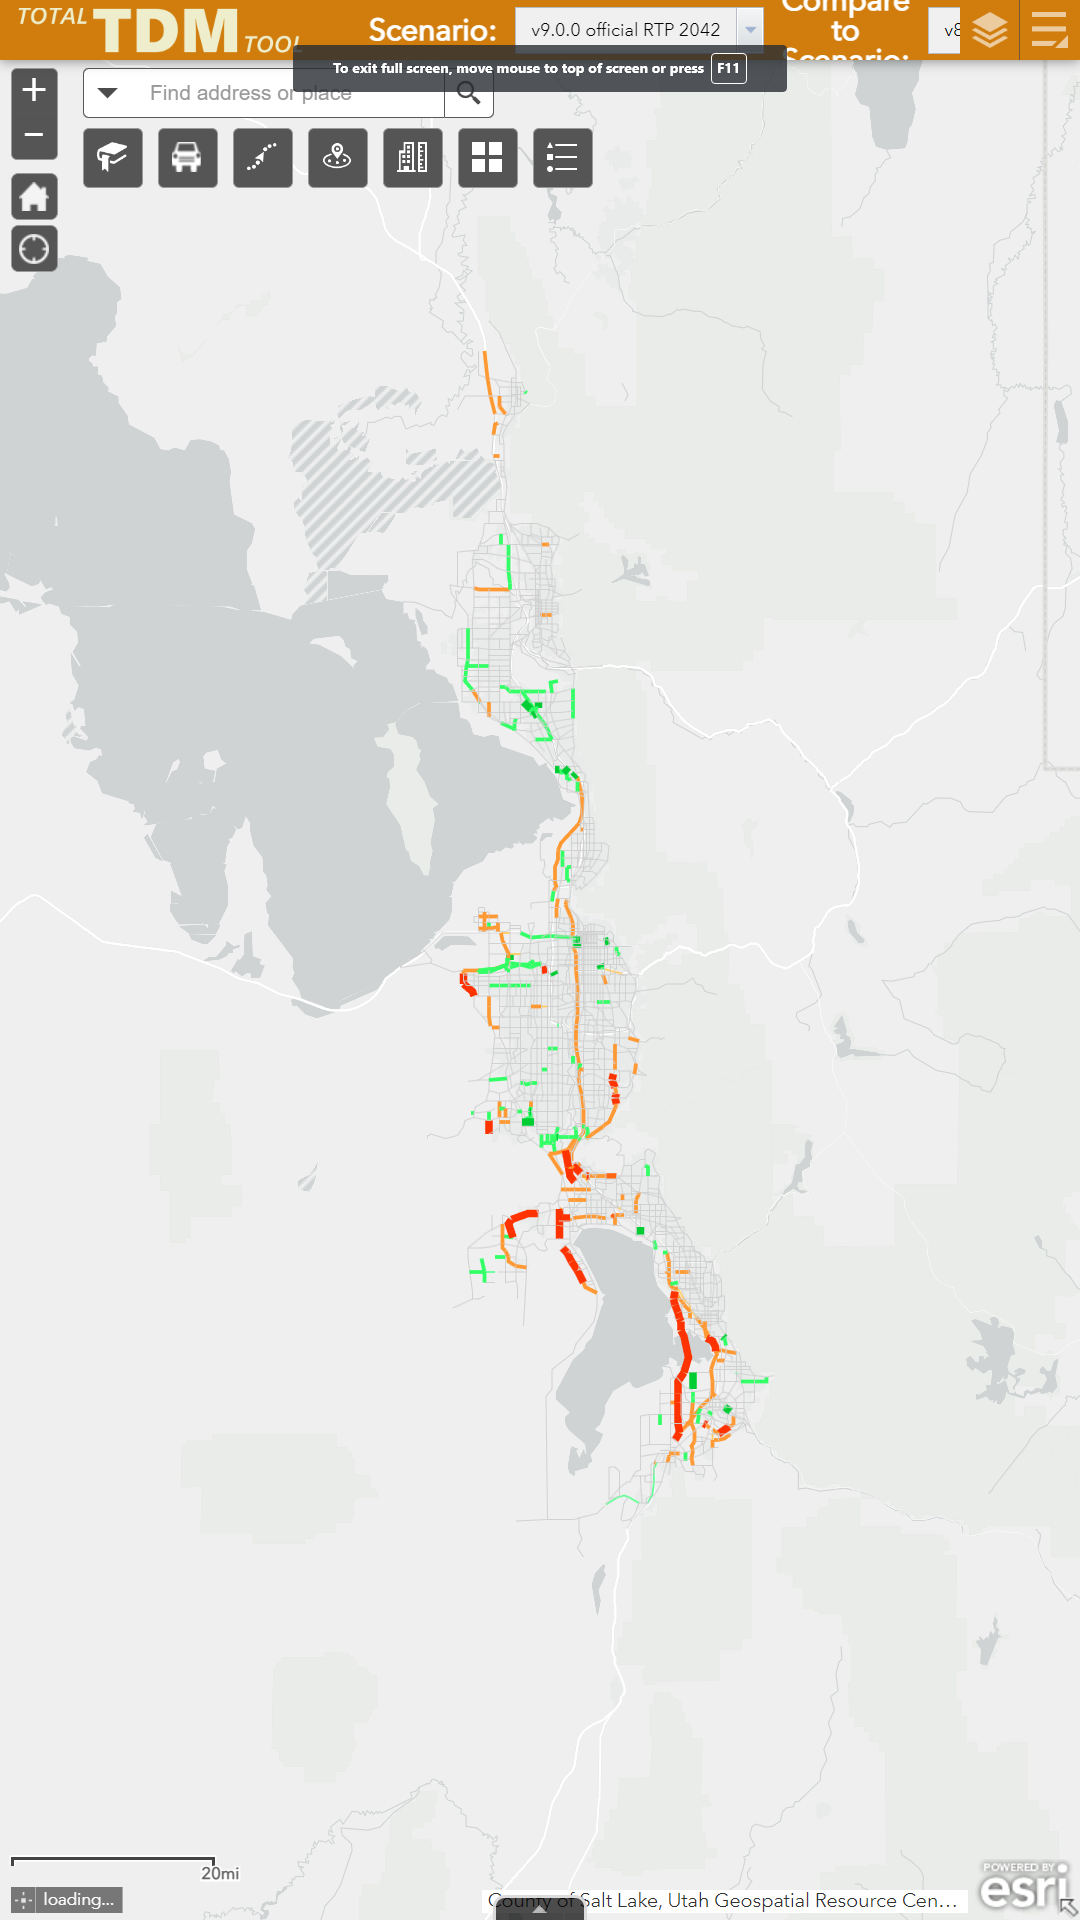 TOTAL TDM TOOL
Scenario:
v9.0.0 official RTP 2042
Compare
to
Scenario:
v8
To exit full screen, move mouse to top of screen or press F11
+
Find address or place
−
20mi
loading...
County of Salt Lake, Utah Geospatial Resource Cen...
POWERED BY
esri